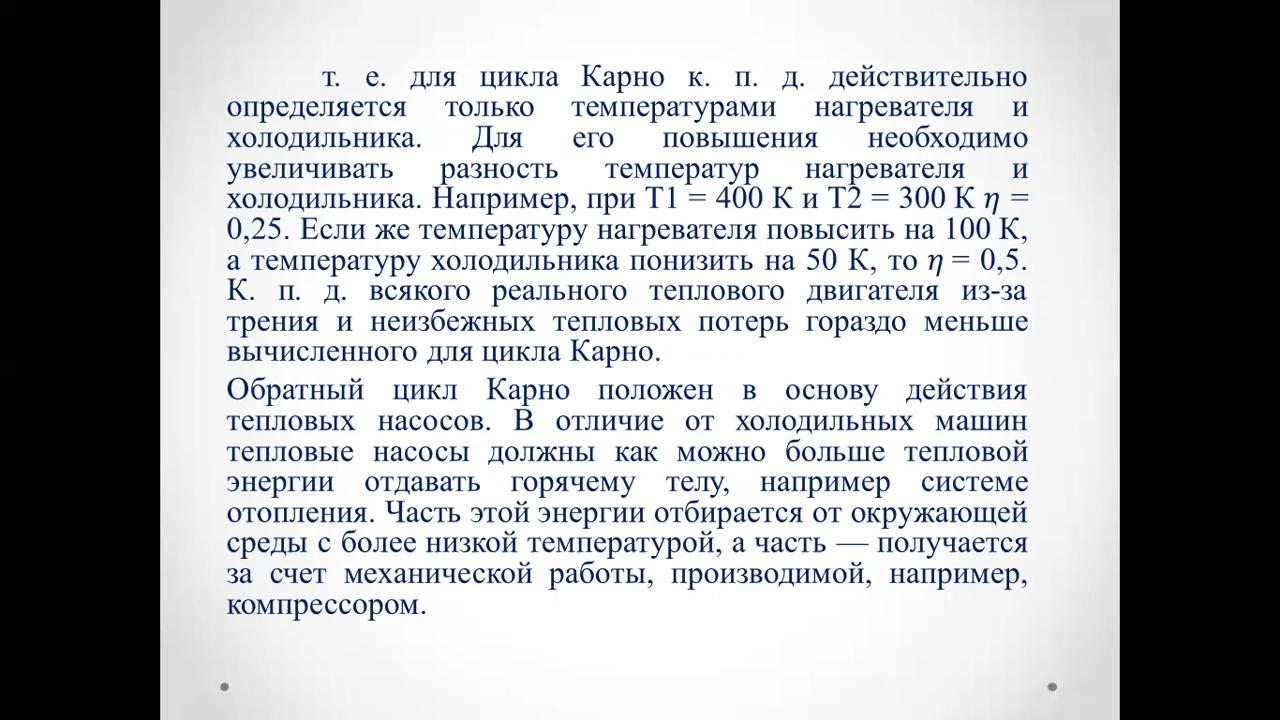 т. е. для цикла Карно к. п. д. действительно
определяется только температурами нагревателя и
холодильника. Для его повышения необходимо
увеличивать разность температур нагревателя и
холодильника. Например, при Т1 = 400 К и Т2 = 300 К η =
0,25. Если же температуру нагревателя повысить на 100 К,
а температуру холодильника понизить на 50 К, то η = 0,5.
К. п. д. всякого реального теплового двигателя из-за
трения и неизбежных тепловых потерь гораздо меньше
вычисленного для цикла Карно.
Обратный цикл Карно положен в основу действия
тепловых насосов. В отличие от холодильных машин
тепловые насосы должны как можно больше тепловой
энергии отдавать горячему телу, например системе
отопления. Часть этой энергии отбирается от окружающей
среды с более низкой температурой, а часть — получается
за счет механической работы, производимой, например,
компрессором.